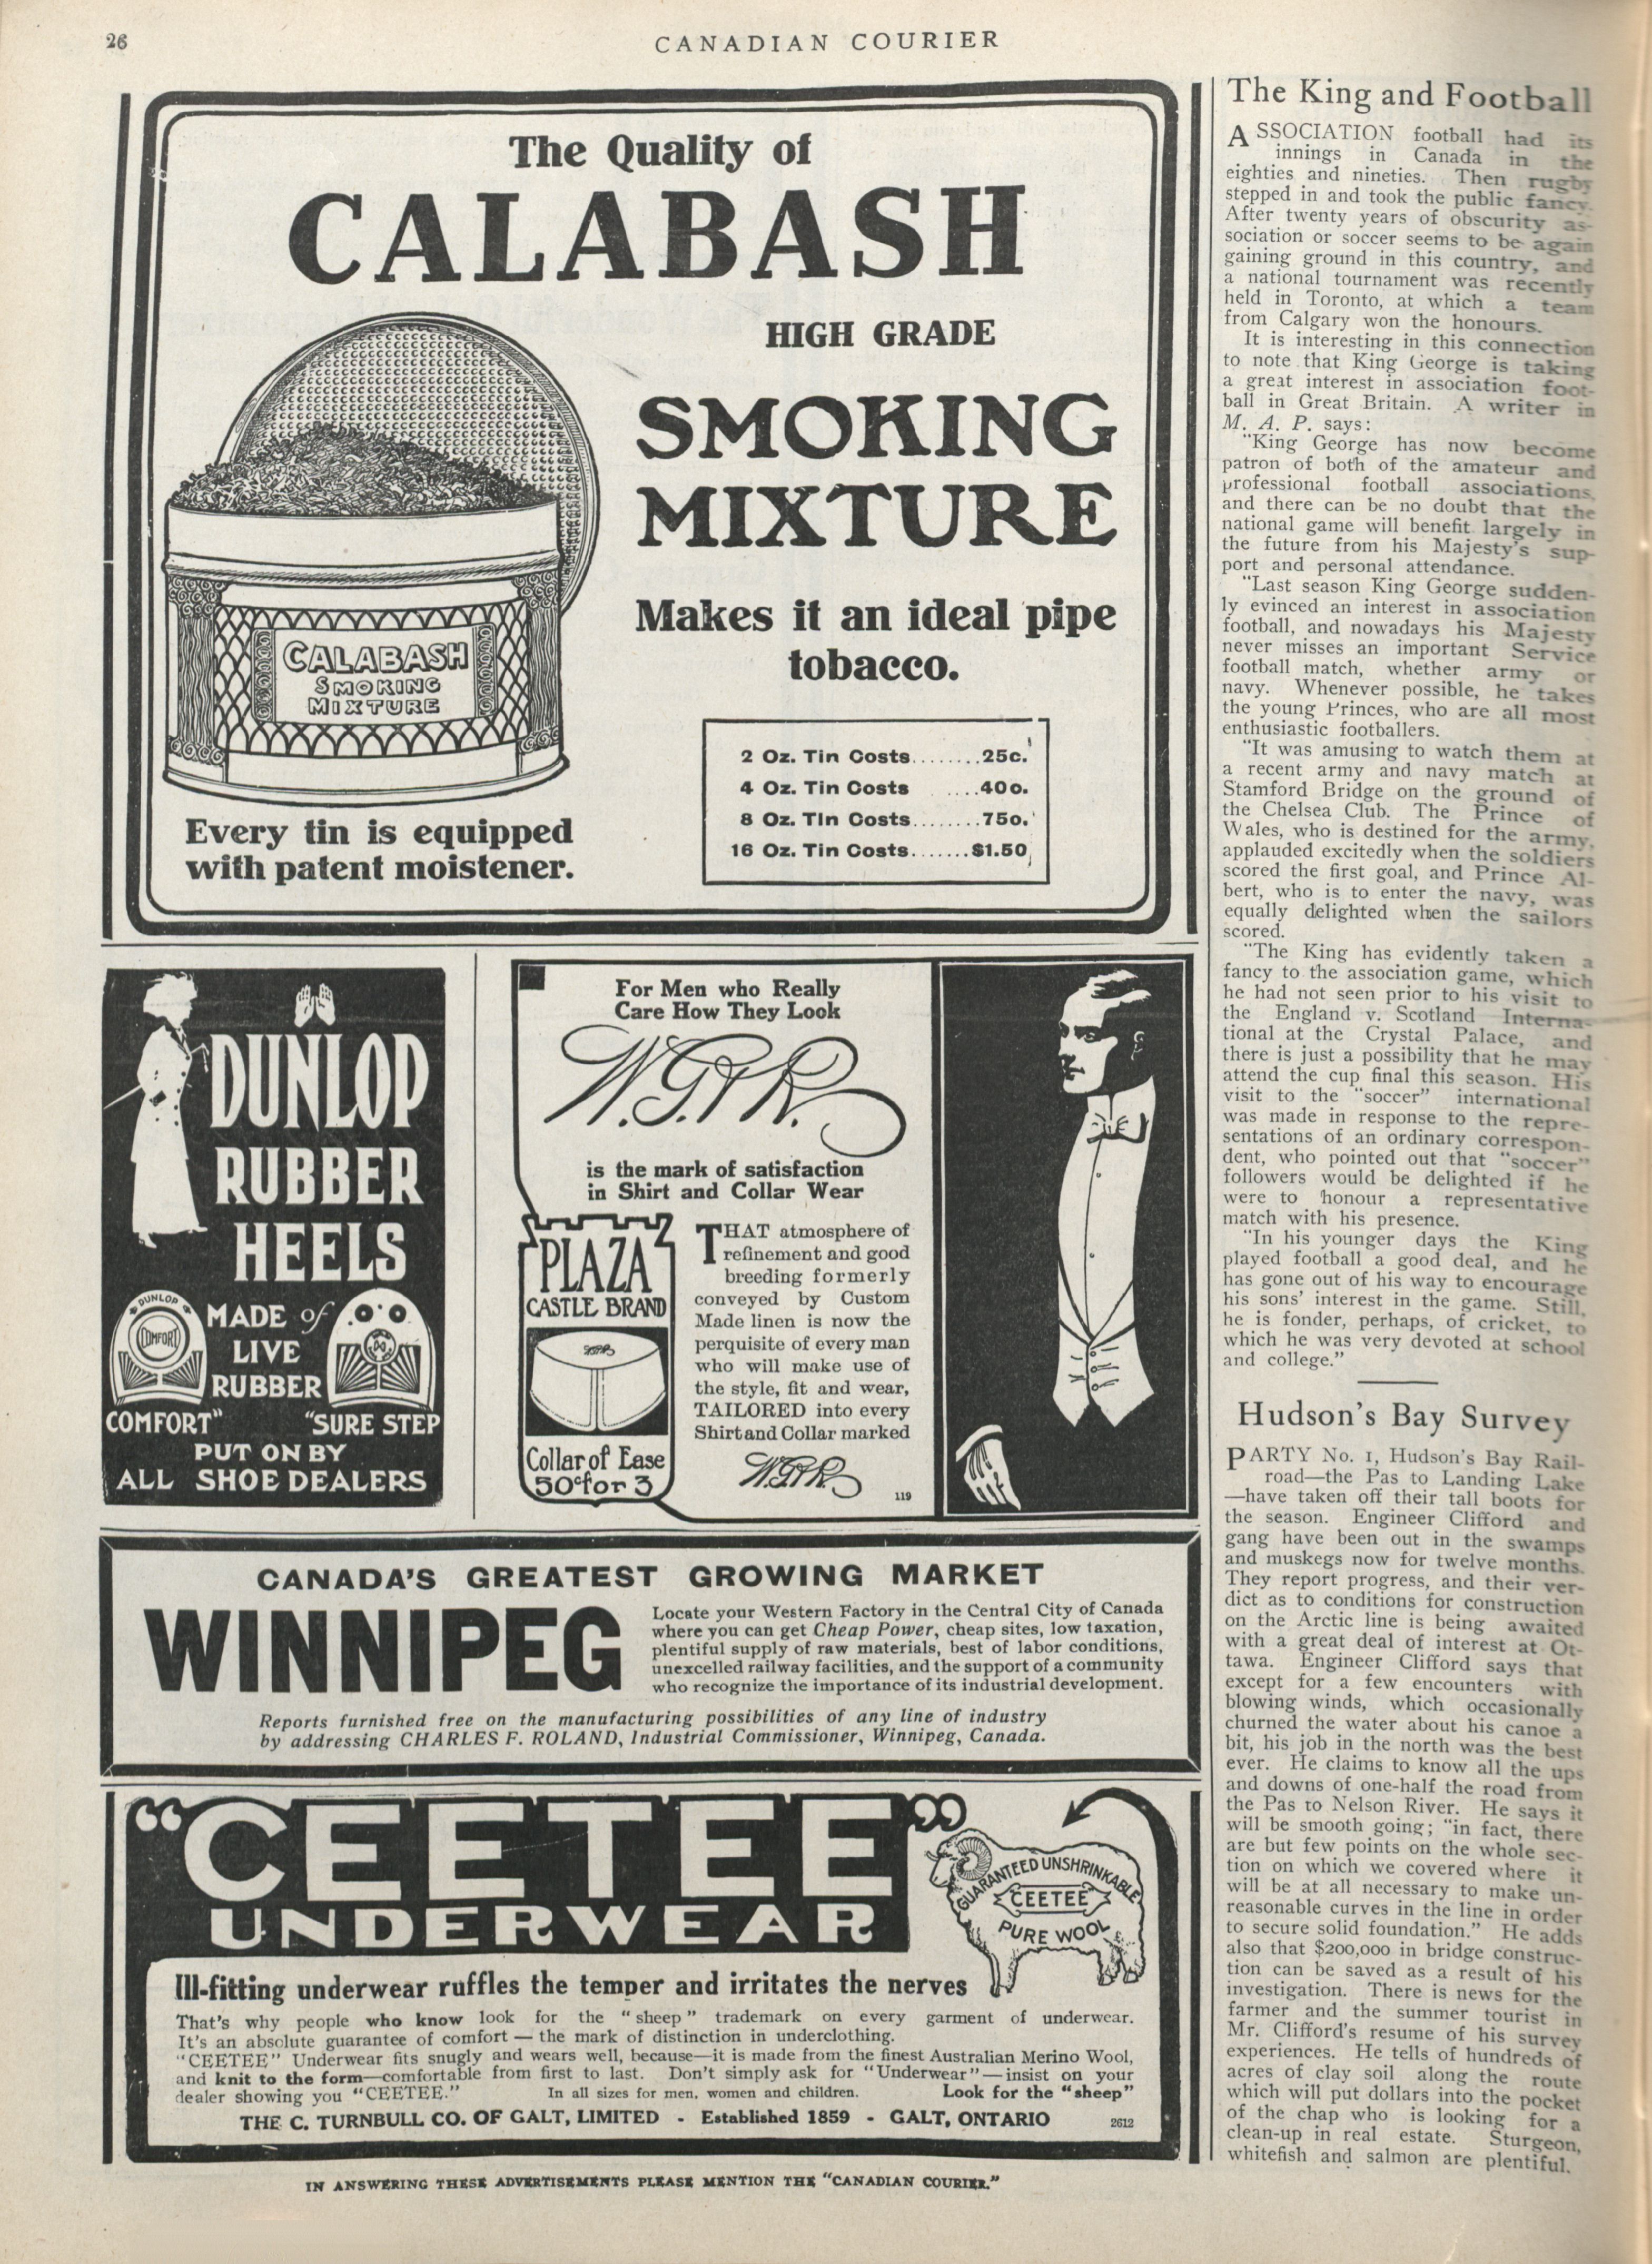 26
CANADIAN COURIER
The Quality of
CALABASH
HIGH GRADE
SMOKING
MIXTURE
Makes it an ideal pipe
tobacco.
CALABASH
SMOKING
MIXTURE
2 Oz. Tin Costs........25c.
4 Oz. Tin Costs ....40c.
8 Oz. Tin Costs........75c.
16 Oz. Tin Costs.......$1.50
Every tin is equipped
with patent moistener.
DUNLOP
RUBBER
HEELS
MADE of
LIVE
RUBBER
DUNLOP
COMFORT
COMFORT" "SURE STEP
PUT ON BY
ALL SHOE DEALERS
For Men who Really
Care How They Look
W.G.&R.
is the mark of satisfaction
in Shirt and Collar Wear
PLAZA
CASTLE BRAND
Collar of Ease
50c for 3
THAT atmosphere of
refinement and good
breeding formerly
conveyed by Custom
Made linen is now the
perquisite of every man
who will make use of
the style, fit and wear,
TAILORED into every
Shirt and Collar marked
W.G.&R.
119
CANADA'S GREATEST GROWING MARKET
WINNIPEG
Locate your Western Factory in the Central City of Canada
where you can get Cheap Power, cheap sites, low taxation,
plentiful supply of raw materials, best of labor conditions,
unexcelled railway facilities, and the support of a community
who recognize the importance of its industrial development.
Reports furnished free on the manufacturing possibilities of any line of industry
by addressing CHARLES F. ROLAND, Industrial Commissioner, Winnipeg, Canada.
"CEETEE"
UNDERWEAR
GUARANTEED UNSHRINKABLE
CEETEE
PURE WOOL
Ill-fitting underwear ruffles the temper and irritates the nerves
That's why people who know look for the "sheep" trademark on every garment of underwear.
It's an absolute guarantee of comfort — the mark of distinction in underclothing.
"CEETEE" Underwear fits snugly and wears well, because—it is made from the finest Australian Merino Wool,
and knit to the form—comfortable from first to last. Don't simply ask for "Underwear"—insist on your
dealer showing you "CEETEE." In all sizes for men, women and children. Look for the "sheep"
THE C. TURNBULL CO. OF GALT, LIMITED - Established 1859 - GALT, ONTARIO 2612
IN ANSWERING THESE ADVERTISEMENTS PLEASE MENTION THE "CANADIAN COURIER."
The King and Football
ASSOCIATION football had its
innings in Canada in the
eighties and nineties. Then rugby
stepped in and took the public fancy.
After twenty years of obscurity as-
sociation or soccer seems to be again
gaining ground in this country, and
a national tournament was recently
held in Toronto, at which a team
from Calgary won the honours.
It is interesting in this connection
to note that King George is taking
a great interest in association foot-
ball in Great Britain. A writer in
M. A. P. says:
"King George has now become
patron of both of the amateur and
professional football associations,
and there can be no doubt that the
national game will benefit largely in
the future from his Majesty's sup-
port and personal attendance.
"Last season King George sudden-
ly evinced an interest in association
football, and nowadays his Majesty
never misses an important Service
football match, whether army or
navy. Whenever possible, he takes
the young Princes, who are all most
enthusiastic footballers.
"It was amusing to watch them at
a recent army and navy match at
Stamford Bridge on the ground of
the Chelsea Club. The Prince of
Wales, who is destined for the army,
applauded excitedly when the soldiers
scored the first goal, and Prince Al-
bert, who is to enter the navy, was
equally delighted when the sailors
scored.
"The King has evidently taken a
fancy to the association game, which
he had not seen prior to his visit to
the England v. Scotland Interna-
tional at the Crystal Palace, and
there is just a possibility that he may
attend the cup final this season. His
visit to the "soccer" international
was made in response to the repre-
sentations of an ordinary correspon-
dent, who pointed out that "soccer"
followers would be delighted if he
were to honour a representative
match with his presence.
"In his younger days the King
played football a good deal, and he
has gone out of his way to encourage
his sons' interest in the game. Still,
he is fonder, perhaps, of cricket, to
which he was very devoted at school
and college."
Hudson's Bay Survey
PARTY No. 1, Hudson's Bay Rail-
road—the Pas to Landing Lake
—have taken off their tall boots for
the season. Engineer Clifford and
gang have been out in the swamps
and muskegs now for twelve months.
They report progress, and their ver-
dict as to conditions for construction
on the Arctic line is being awaited
with a great deal of interest at Ot-
tawa. Engineer Clifford says that
except for a few encounters with
blowing winds, which occasionally
churned the water about his canoe a
bit, his job in the north was the best
ever. He claims to know all the ups
and downs of one-half the road from
the Pas to Nelson River. He says it
will be smooth going; "in fact, there
are but few points on the whole sec-
tion on which we covered where it
will be at all necessary to make un-
reasonable curves in the line in order
to secure solid foundation." He adds
also that $200,000 in bridge construc-
tion can be saved as a result of his
investigation. There is news for the
farmer and the summer tourist in
Mr. Clifford's resume of his survey
experiences. He tells of hundreds of
acres of clay soil along the route
which will put dollars into the pocket
of the chap who is looking for a
clean-up in real estate. Sturgeon,
whitefish and salmon are plentiful.